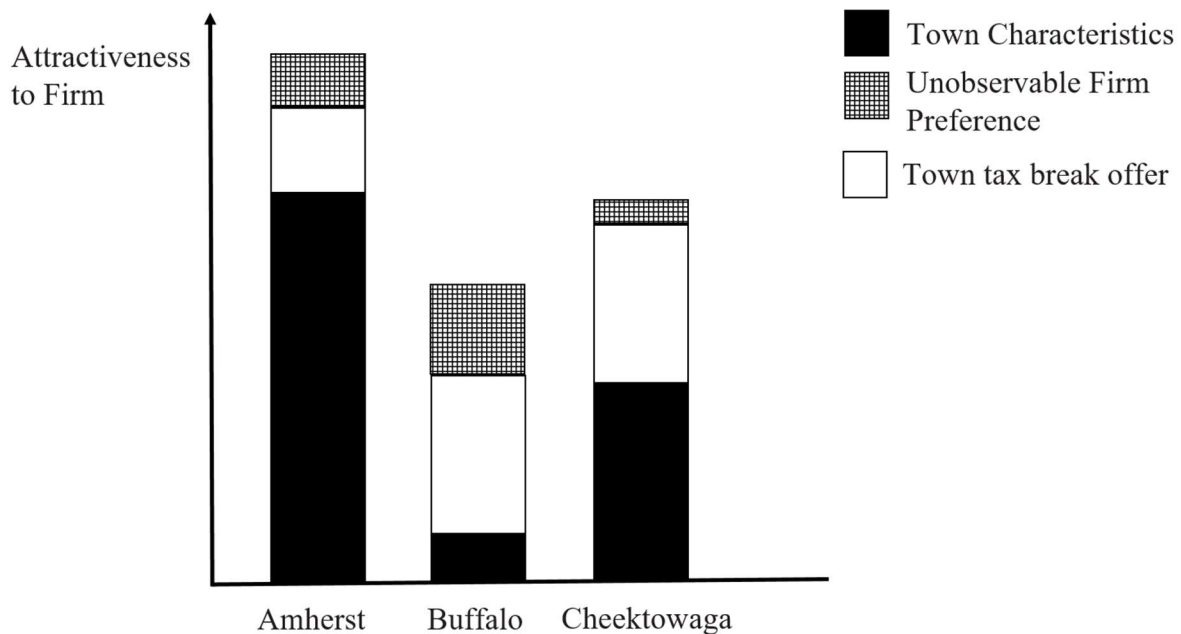 Attractiveness
to Firm
Town Characteristics
Unobservable Firm
Preference
Town tax break offer
Amherst
Buffalo
Cheektowaga